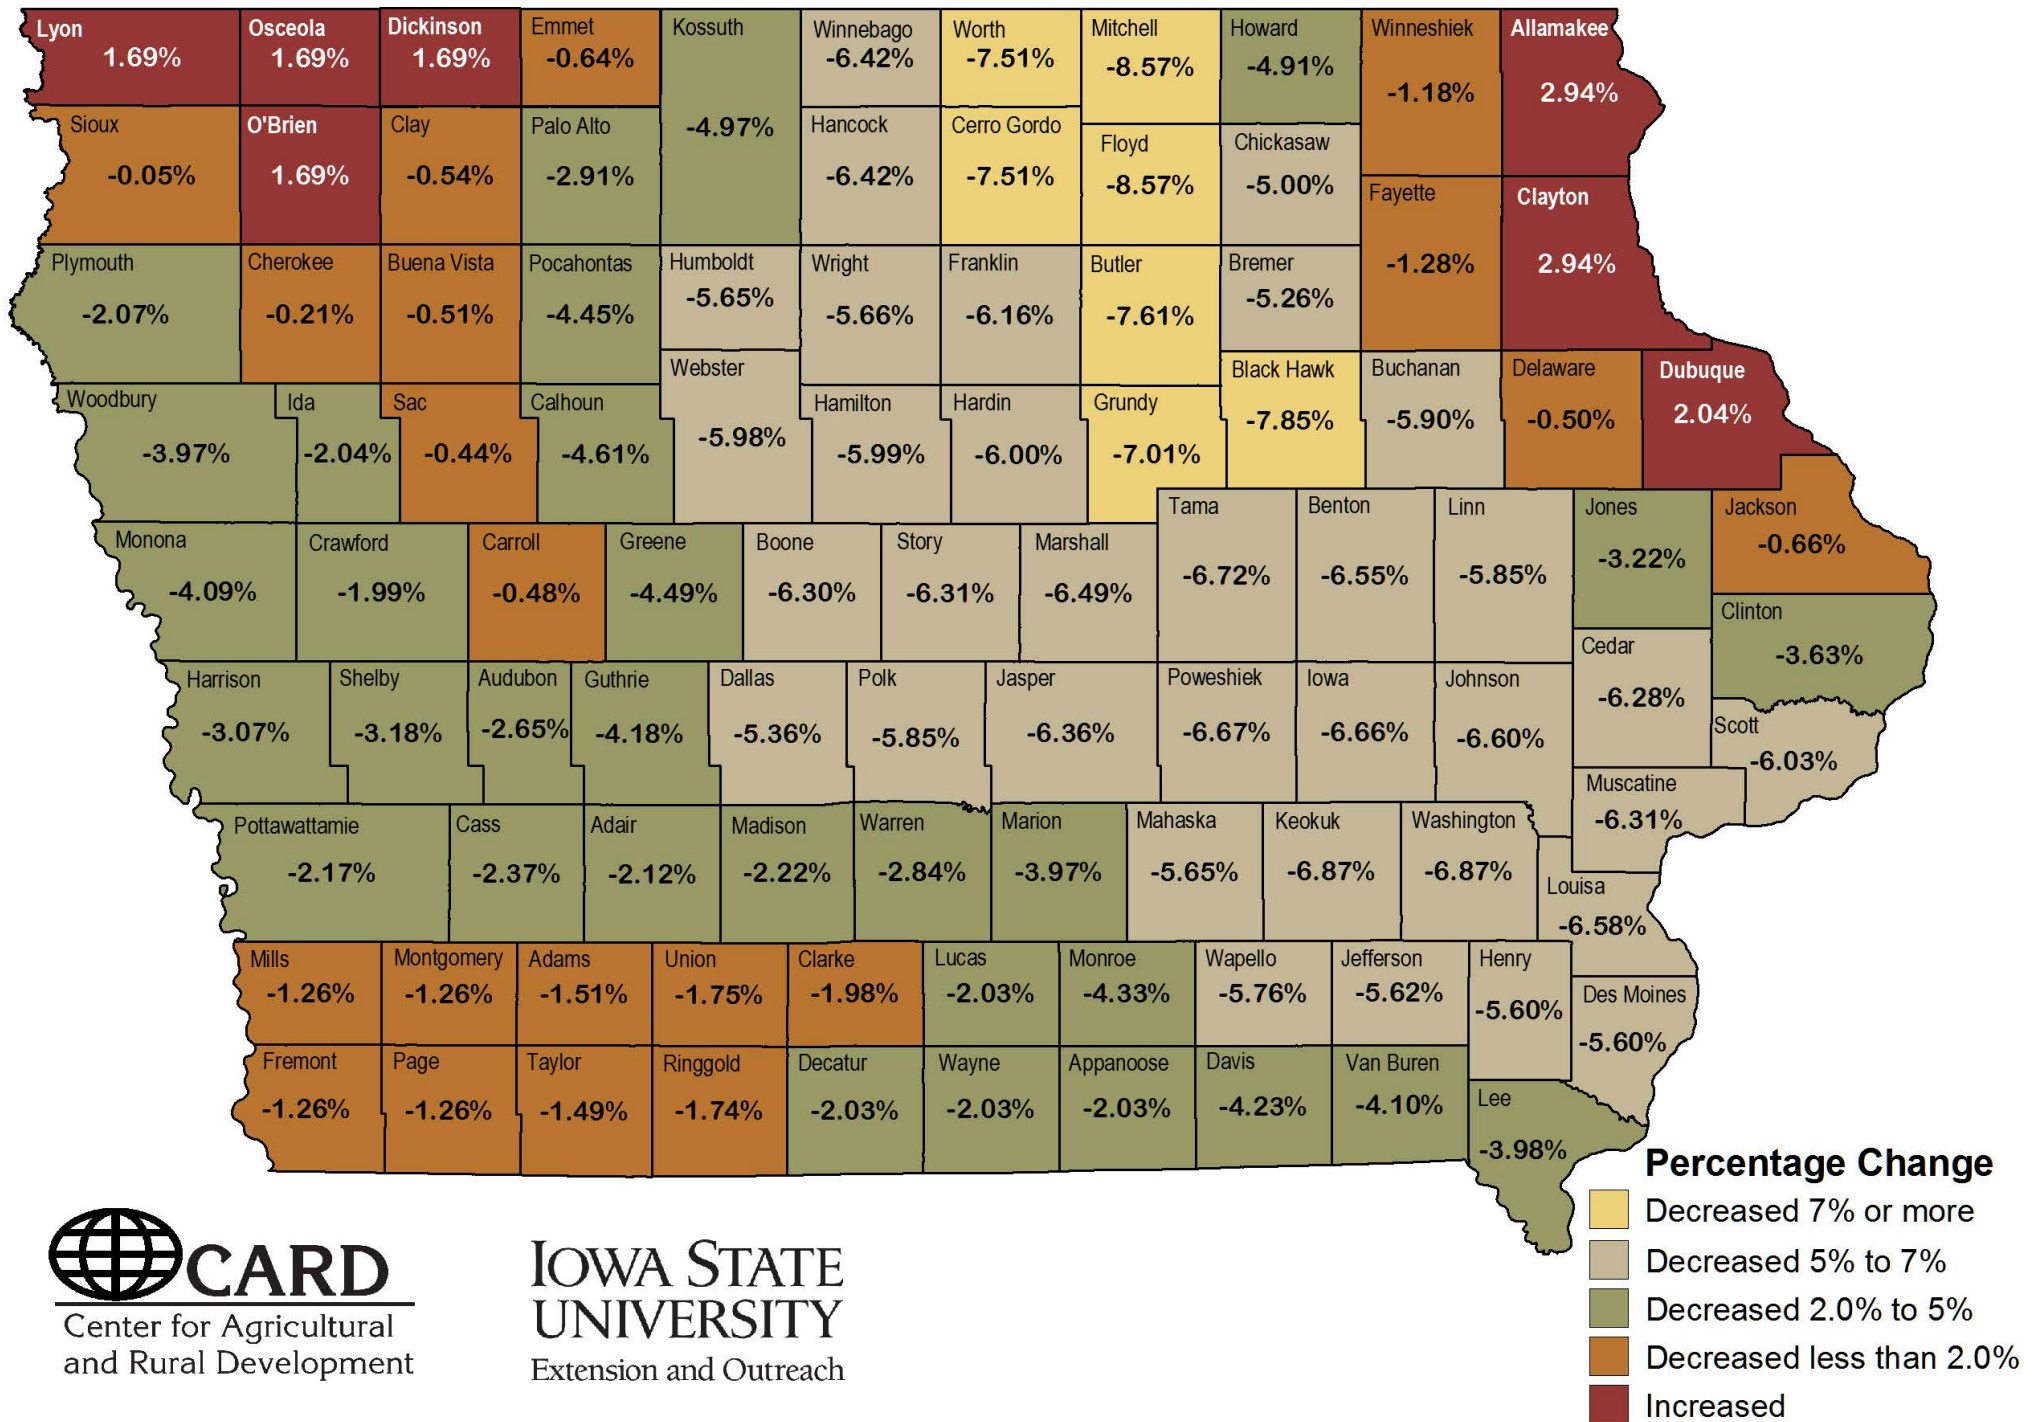 Lyon
1.69%
Osceola
1.69%
Dickinson
1.69%
Emmet
-0.64%
Kossuth
-4.97%
Winnebago
-6.42%
Worth
-7.51%
Mitchell
-8.57%
Howard
-4.91%
Winneshiek
-1.18%
Allamakee
2.94%
Sioux
-0.05%
O'Brien
1.69%
Clay
-0.54%
Palo Alto
-2.91%
Hancock
-6.42%
Cerro Gordo
-7.51%
Floyd
-8.57%
Chickasaw
-5.00%
Fayette
-1.28%
Clayton
2.94%
Plymouth
-2.07%
Cherokee
-0.21%
Buena Vista
-0.51%
Pocahontas
-4.45%
Humboldt
-5.65%
Wright
-5.66%
Franklin
-6.16%
Butler
-7.61%
Bremer
-5.26%
Webster
-5.98%
Black Hawk
-7.85%
Buchanan
-5.90%
Delaware
-0.50%
Dubuque
2.04%
Woodbury
-3.97%
Ida
-2.04%
Sac
-0.44%
Calhoun
-4.61%
Hamilton
-5.99%
Hardin
-6.00%
Grundy
-7.01%
Tama
-6.72%
Benton
-6.55%
Linn
-5.85%
Jones
-3.22%
Jackson
-0.66%
Monona
-4.09%
Crawford
-1.99%
Carroll
-0.48%
Greene
-4.49%
Boone
-6.30%
Story
-6.31%
Marshall
-6.49%
Clinton
-3.63%
Cedar
-6.28%
Harrison
-3.07%
Shelby
-3.18%
Audubon
-2.65%
Guthrie
-4.18%
Dallas
-5.36%
Polk
-5.85%
Jasper
-6.36%
Poweshiek
-6.67%
Iowa
-6.66%
Johnson
-6.60%
Scott
-6.03%
Muscatine
-6.31%
Pottawattamie
-2.17%
Cass
-2.37%
Adair
-2.12%
Madison
-2.22%
Warren
-2.84%
Marion
-3.97%
Mahaska
-5.65%
Keokuk
-6.87%
Washington
-6.87%
Louisa
-6.58%
Mills
-1.26%
Montgomery
-1.26%
Adams
-1.51%
Union
-1.75%
Clarke
-1.98%
Lucas
-2.03%
Monroe
-4.33%
Wapello
-5.76%
Jefferson
-5.62%
Henry
-5.60%
Des Moines
-5.60%
Fremont
-1.26%
Page
-1.26%
Taylor
-1.49%
Ringgold
-1.74%
Decatur
-2.03%
Wayne
-2.03%
Appanoose
-2.03%
Davis
-4.23%
Van Buren
-4.10%
Lee
-3.98%
Percentage Change
Decreased 7% or more
Decreased 5% to 7%
Decreased 2.0% to 5%
Decreased less than 2.0%
Increased
CARD
Center for Agricultural
and Rural Development
IOWA STATE
UNIVERSITY
Extension and Outreach